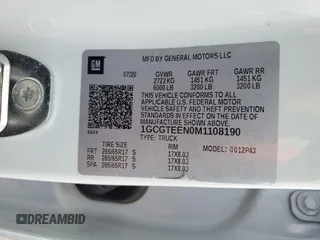 GM
MFD BY GENERAL MOTORS LLC
07/20 GVWR GAWR FRT GAWR RR
2722 KG 1451 KG 1451 KG
6000 LB 3200 LB 3200 LB
THIS VEHICLE CONFORMS TO ALL
APPLICABLE U.S. FEDERAL MOTOR
VEHICLE SAFETY AND THEFT PREVENTION
STANDARDS IN EFFECT ON THE DATE OF
MANUFACTURE SHOWN ABOVE.
1GCGTEEN0M1108190
TYPE: TRUCK
TIRE SIZE RIM MODEL: 0012P43
FRT 265/65R17 S 17X8.0J
RR 265/65R17 S 17X8.0J
SPA 265/65R17 S 17X8.0J
DREAMBID